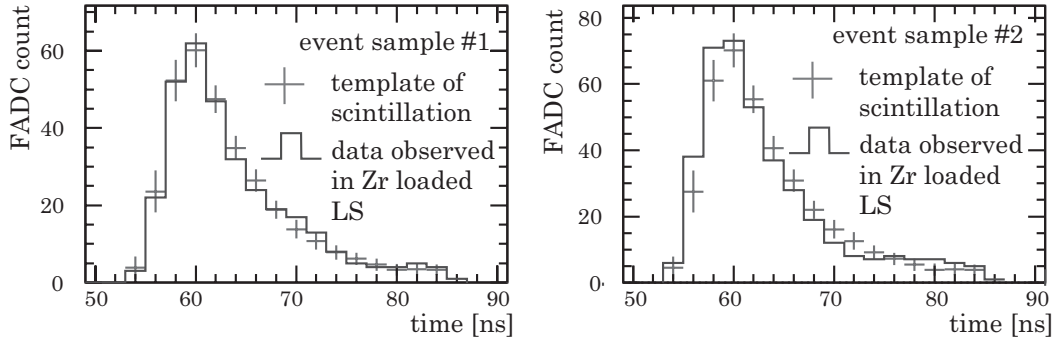 FADC count
60
40
20
0
event sample #1
template of
scintillation
data observed
in Zr loaded
LS
50 60 70 80 90
time [ns]
FADC count
80
60
40
20
0
event sample #2
template of
scintillation
data observed
in Zr loaded
LS
50 60 70 80 90
time [ns]